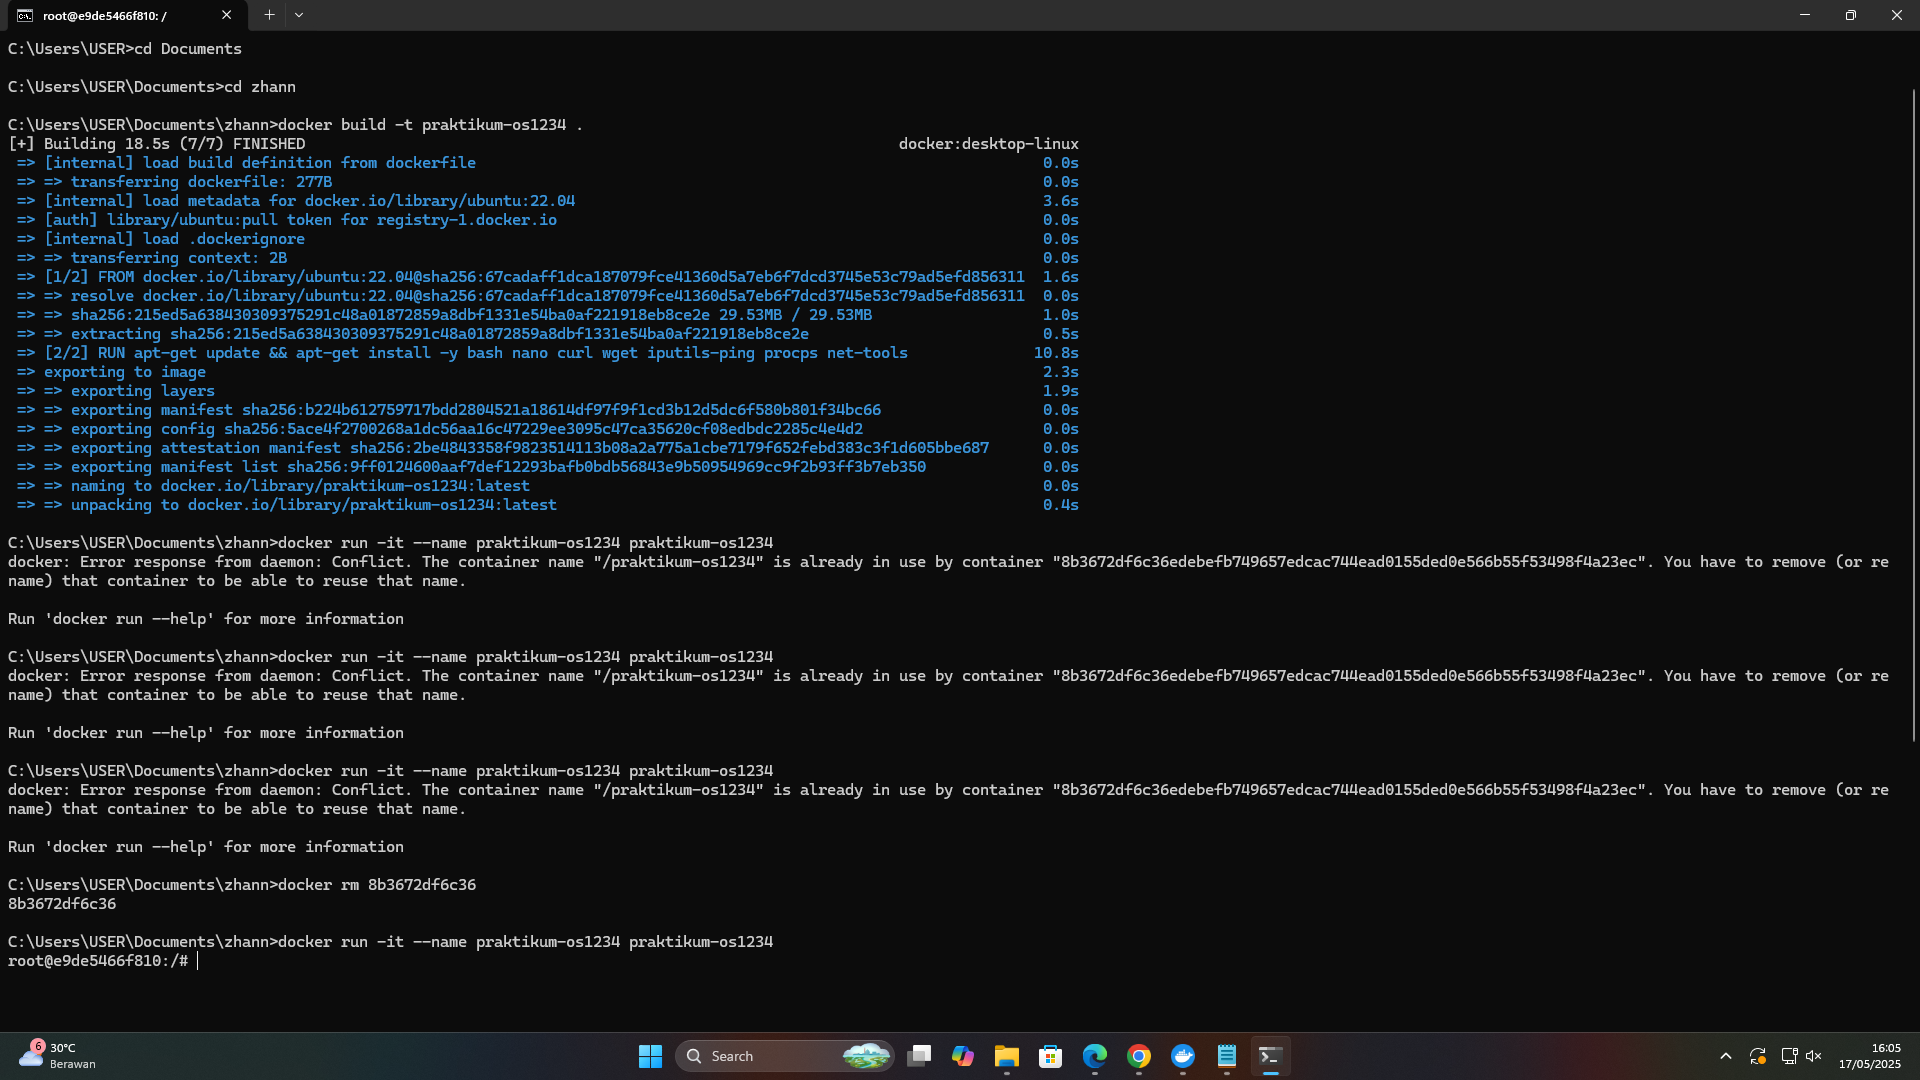 root@e9de5466f810: /
C:\Users\USER>cd Documents
C:\Users\USER\Documents>cd zhann
C:\Users\USER\Documents\zhann>docker build -t praktikum-os1234 .
[+] Building 18.5s (7/7) FINISHED docker:desktop-linux
=> [internal] load build definition from dockerfile 0.0s
=> => transferring dockerfile: 277B 0.0s
=> [internal] load metadata for docker.io/library/ubuntu:22.04 3.6s
=> [auth] library/ubuntu:pull token for registry-1.docker.io 0.0s
=> [internal] load .dockerignore 0.0s
=> => transferring context: 2B 0.0s
=> [1/2] FROM docker.io/library/ubuntu:22.04@sha256:67cadaff1dca187079fce41360d5a7eb6f7dcd3745e53c79ad5efd856311 1.6s
=> => resolve docker.io/library/ubuntu:22.04@sha256:67cadaff1dca187079fce41360d5a7eb6f7dcd3745e53c79ad5efd856311 0.0s
=> => sha256:215ed5a638430309375291c48a01872859a8dbf1331e54ba0af221918eb8ce2e 29.53MB / 29.53MB 1.0s
=> => extracting sha256:215ed5a638430309375291c48a01872859a8dbf1331e54ba0af221918eb8ce2e 0.5s
=> [2/2] RUN apt-get update && apt-get install -y bash nano curl wget iputils-ping procps net-tools 10.8s
=> exporting to image 2.3s
=> => exporting layers 1.9s
=> => exporting manifest sha256:b224b612759717bdd2804521a18614df97f9f1cd3b12d5dc6f580b801f34bc66 0.0s
=> => exporting config sha256:5ace4f2700268a1dc56aa16c47229ee3095c47ca35620cf08edbdc2285c4e4d2 0.0s
=> => exporting attestation manifest sha256:2be4843358f9823514113b08a2a775a1cbe7179f652febd383c3f1d605bbe687 0.0s
=> => exporting manifest list sha256:9ff0124600aaf7def12293bafb0bdb56843e9b50954969cc9f2b93ff3b7eb350 0.0s
=> => naming to docker.io/library/praktikum-os1234:latest 0.0s
=> => unpacking to docker.io/library/praktikum-os1234:latest 0.4s
C:\Users\USER\Documents\zhann>docker run -it --name praktikum-os1234 praktikum-os1234
docker: Error response from daemon: Conflict. The container name "/praktikum-os1234" is already in use by container "8b3672df6c36edebefb749657edcac744ead0155ded0e566b55f53498f4a23ec". You have to remove (or re
name) that container to be able to reuse that name.
Run 'docker run --help' for more information
C:\Users\USER\Documents\zhann>docker run -it --name praktikum-os1234 praktikum-os1234
docker: Error response from daemon: Conflict. The container name "/praktikum-os1234" is already in use by container "8b3672df6c36edebefb749657edcac744ead0155ded0e566b55f53498f4a23ec". You have to remove (or re
name) that container to be able to reuse that name.
Run 'docker run --help' for more information
C:\Users\USER\Documents\zhann>docker run -it --name praktikum-os1234 praktikum-os1234
docker: Error response from daemon: Conflict. The container name "/praktikum-os1234" is already in use by container "8b3672df6c36edebefb749657edcac744ead0155ded0e566b55f53498f4a23ec". You have to remove (or re
name) that container to be able to reuse that name.
Run 'docker run --help' for more information
C:\Users\USER\Documents\zhann>docker rm 8b3672df6c36
8b3672df6c36
C:\Users\USER\Documents\zhann>docker run -it --name praktikum-os1234 praktikum-os1234
root@e9de5466f810:/#
6
30°C
Berawan
Search
16:05
17/05/2025